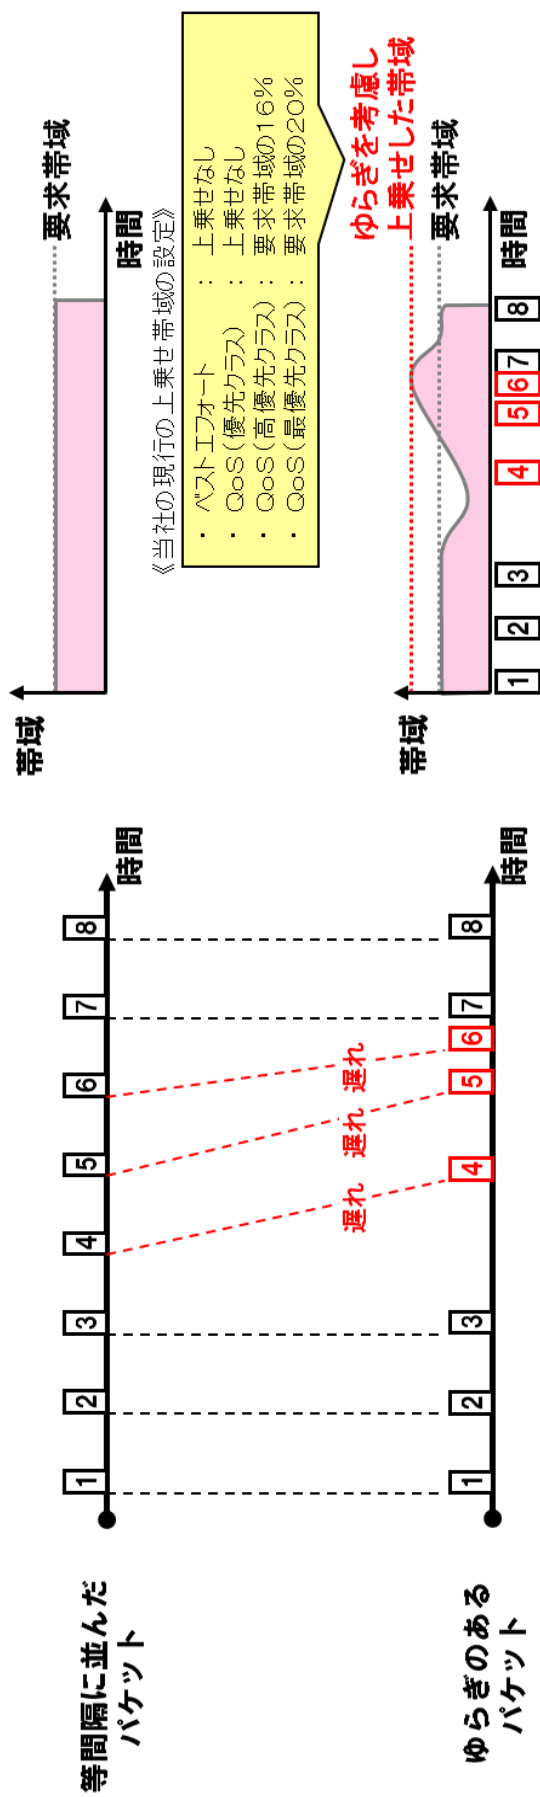 等間隔に並んだ
パケット
1 2 3 4 5 6 7 8
時間
遅れ 遅れ 遅れ
ゆらぎのある
パケット
1 2 3 4 5 6 7 8
時間
帯域
要求帯域
時間
《当社の現行の上乗せ帯域の設定》
・ ベストエフォート : 上乗せなし
・ QoS(優先クラス) : 上乗せなし
・ QoS(高優先クラス) : 要求帯域の16%
・ QoS(最優先クラス) : 要求帯域の20%
ゆらぎを考慮し
上乗せした帯域
帯域
要求帯域
時間
1 2 3 4 5 6 7 8